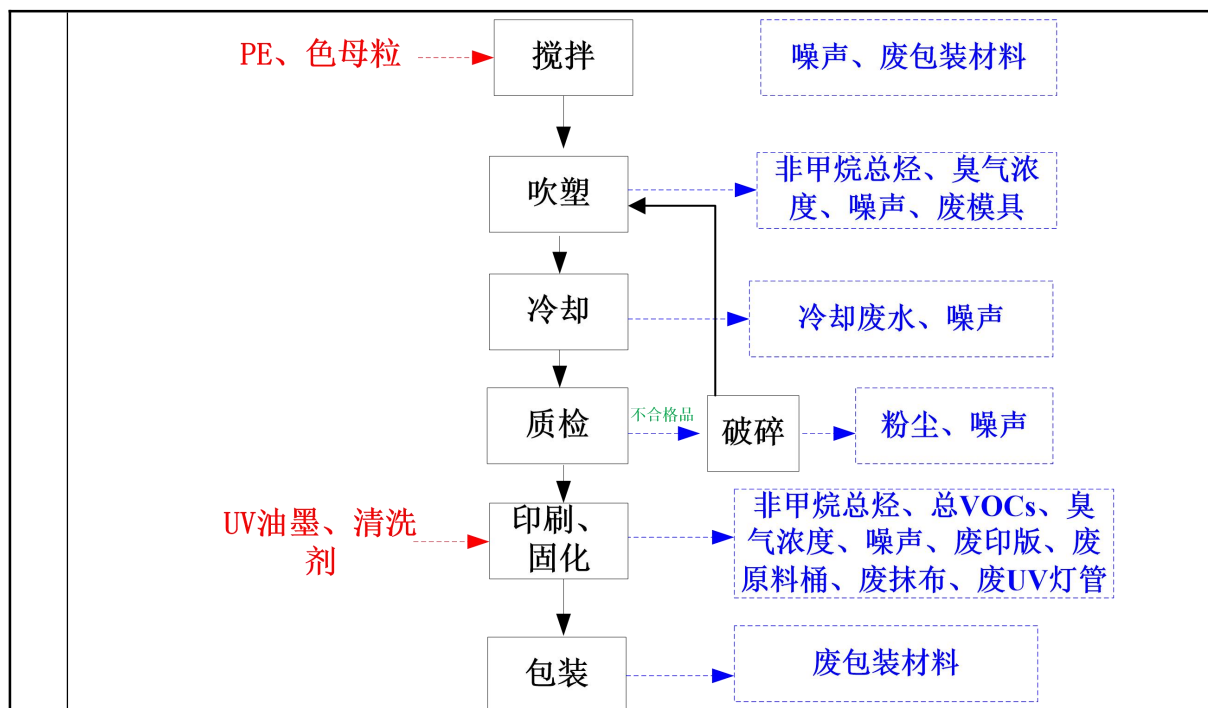 PE、色母粒
搅拌
噪声、废包装材料
吹塑
非甲烷总烃、臭气浓
度、噪声、废模具
冷却
冷却废水、噪声
质检
不合格品
破碎
粉尘、噪声
UV油墨、清洗
剂
印刷、
固化
非甲烷总烃、总VOCs、臭
气浓度、噪声、废印版、废
原料桶、废抹布、废UV灯管
包装
废包装材料